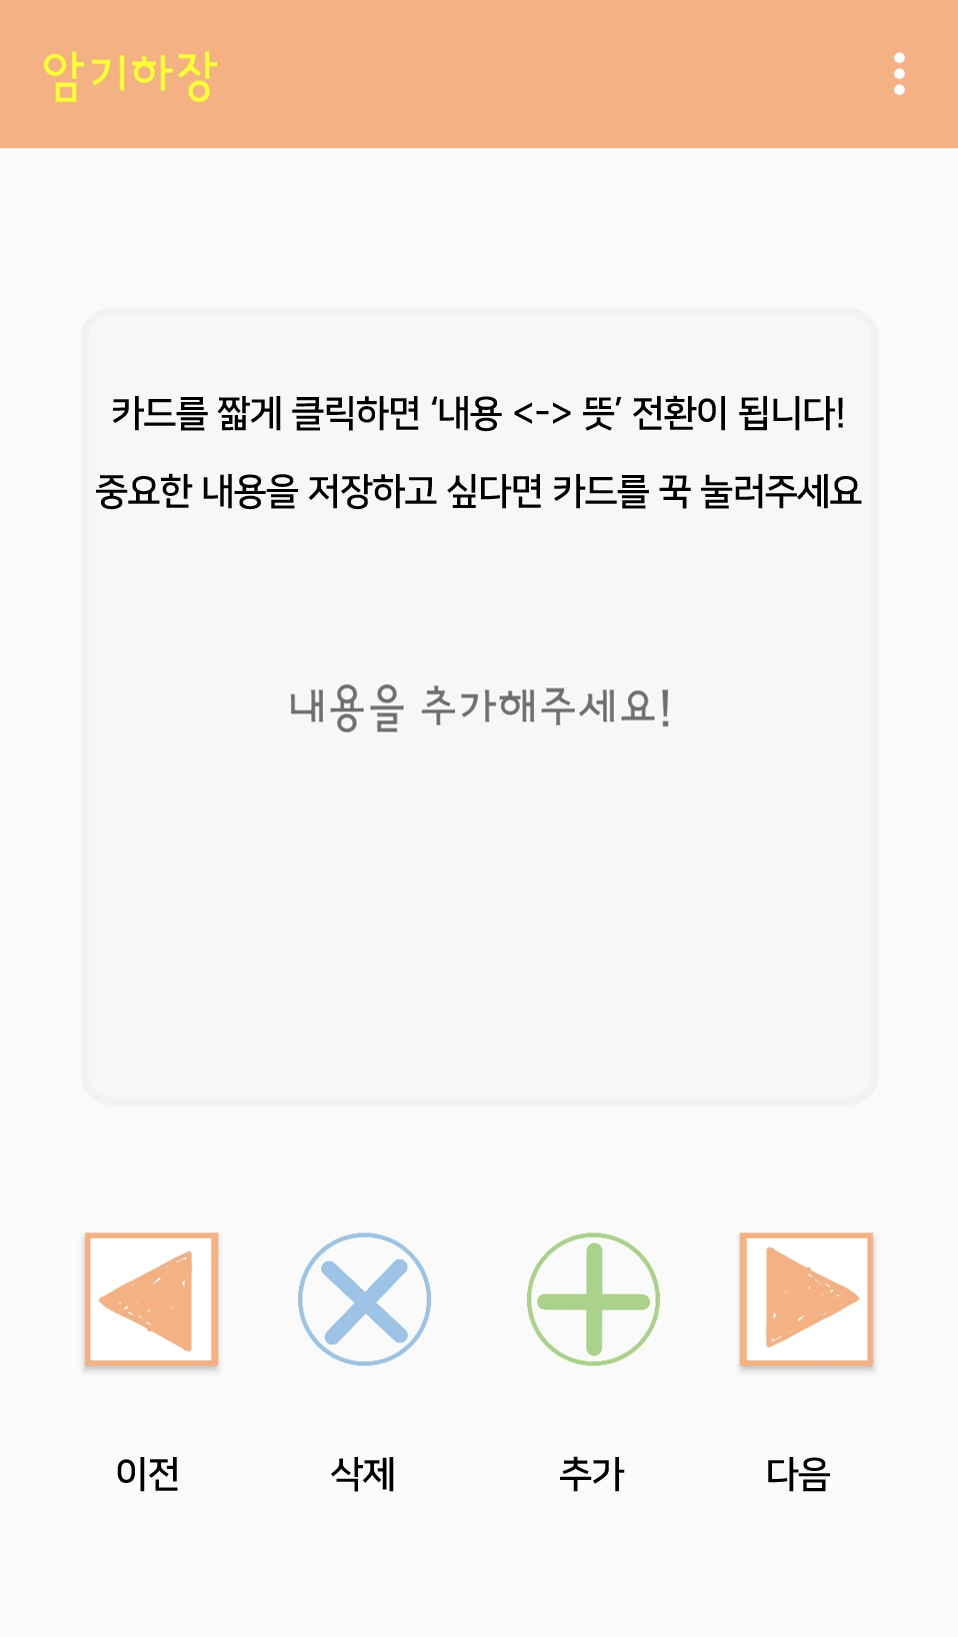 암기하장
카드를 짧게 클릭하면 ‘내용 <-> 뜻’ 전환이 됩니다!
중요한 내용을 저장하고 싶다면 카드를 꾹 눌러주세요
내용을 추가해주세요!
이전 삭제 추가 다음